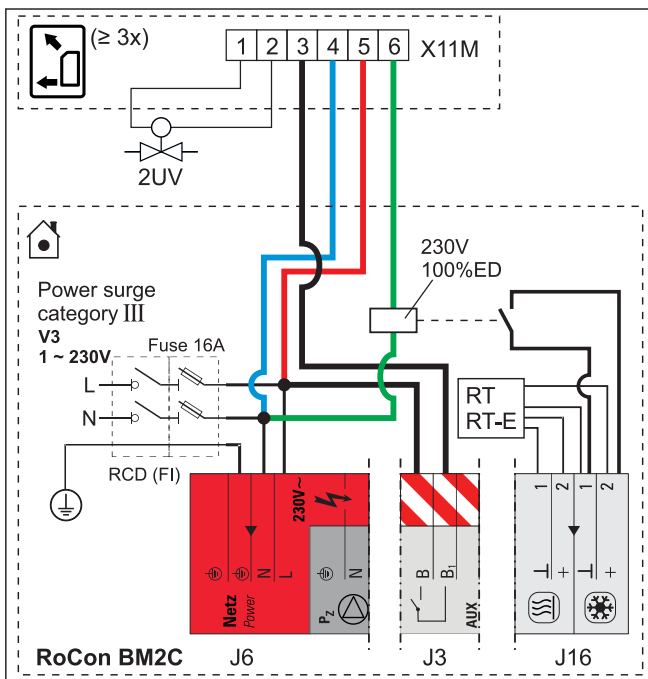 (≥ 3x)
1 2 3 4 5 6 X11M
2UV
230V
100%ED
Power surge
category III
V3
1 ~ 230V
Fuse 16A
L
N
RCD (FI)
RT
RT-E
230V~
N
L
Netz
Power
N
PZ
B
B1
AUX
1
2
1
2
+
+
RoCon BM2C J6 J3 J16